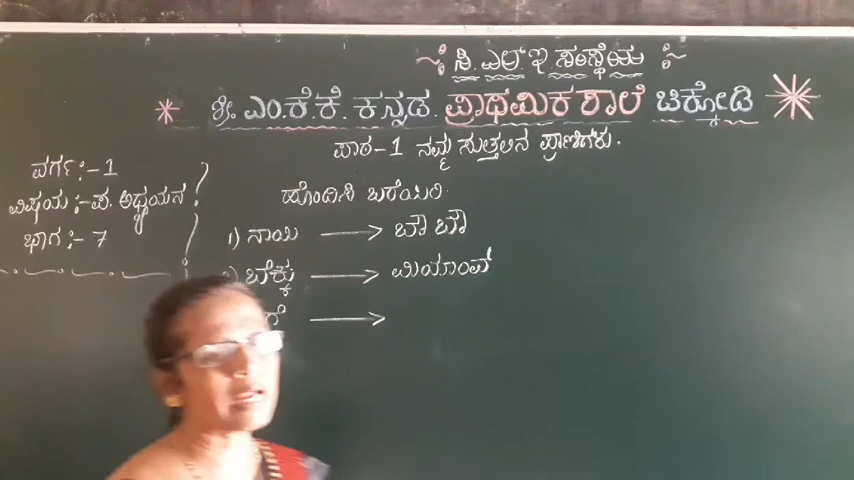 ಸಿ. ಎಲ್. ಇ. ಸಂಸ್ಥೆಯ
ಶ್ರೀ. ಎಂ.ಕೆ.ಕೆ. ಕನ್ನಡ. ಪ್ರಾಥಮಿಕ ಶಾಲೆ ಚಿಕ್ಕೋಡಿ
ಪಾಠ-1 ನಮ್ಮ ಸುತ್ತಲಿನ ಪ್ರಾಣಿಗಳು.
ವರ್ಗ:-1
ವಿಷಯ:-ಪ. ಅಧ್ಯಯನ
ಭಾಗ:-7
ಹೊಂದಿಸಿ ಬರೆಯಿರಿ.
1) ನಾಯಿ → ಬೌ ಬೌ
ಬೆಕ್ಕು → ಮಿಯಾಂವ್
→